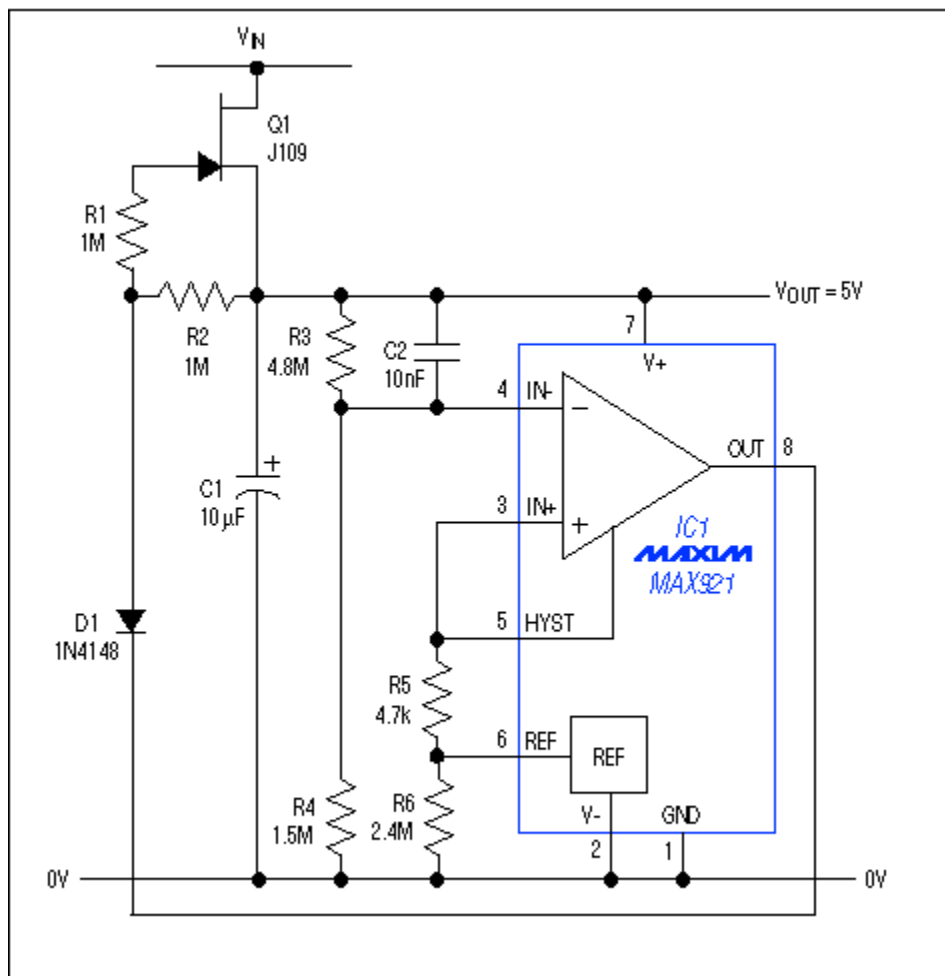 VIN
Q1
J109
R1
1M
R2
1M
R3
4.8M
C2
10nF
VOUT = 5V
7
V+
4 IN-
−
OUT 8
3 IN+
+
C1
10μF
+
IC1
MAXIM
MAX921
5 HYST
D1
1N4148
R5
4.7k
6 REF
REF
R4
1.5M
R6
2.4M
V-
2
GND
1
0V
0V